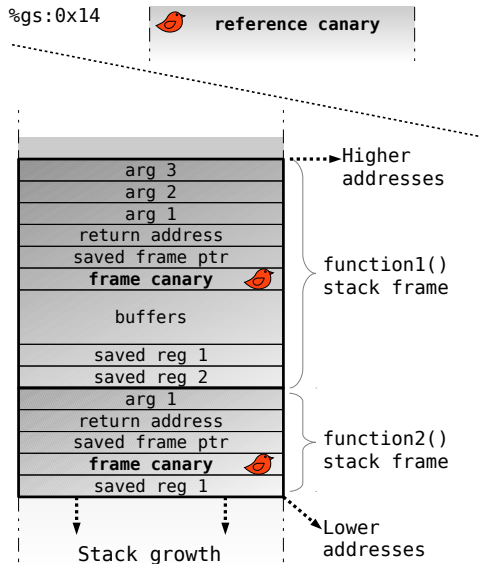 %gs:0x14
reference canary
Higher
addresses
arg 3
arg 2
arg 1
return address
saved frame ptr
frame canary
buffers
saved reg 1
saved reg 2
function1()
stack frame
arg 1
return address
saved frame ptr
frame canary
saved reg 1
function2()
stack frame
Lower
addresses
Stack growth